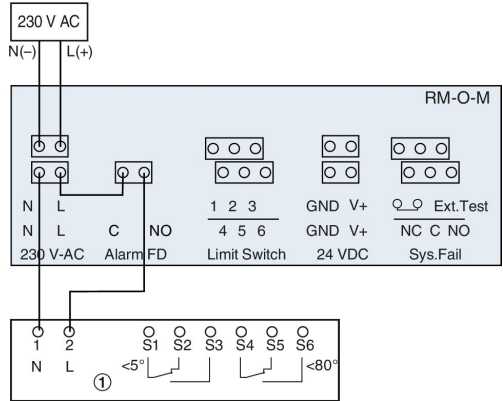 230 V AC
N(–) L(+)
RM-O-M
N L 1 2 3 GND V+ Ext.Test
N L C NO 4 5 6 GND V+ NC C NO
230 V-AC Alarm FD Limit Switch 24 VDC Sys.Fail
1 2 S1 S2 S3 S4 S5 S6
N L <5° <80°
1